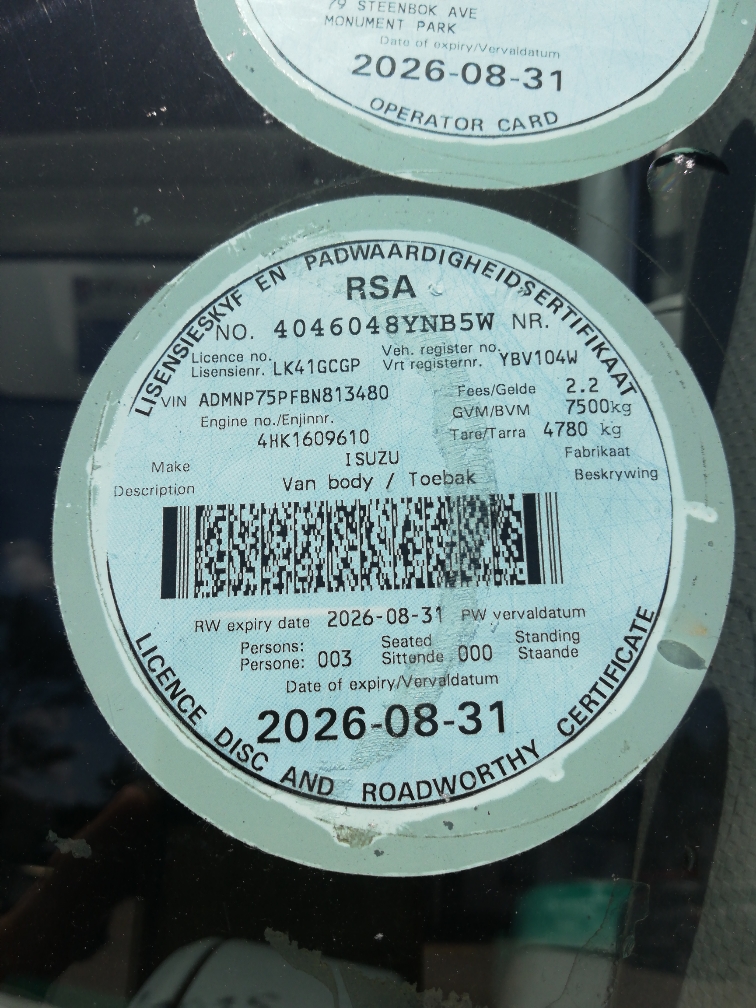 79 STEENBOK AVE
MONUMENT PARK
Date of expiry/Vervaldatum
2026-08-31
OPERATOR CARD
LISENSIESKYF EN PADWAARDIGHEIDSERTIFIKAAT
RSA
NO. 4046048YNB5W NR.
Licence no. Veh. register no.
Lisensienr. LK41GCGP Vrt registernr. YBV104W
VIN ADMNP75PFBN813480 Fees/Gelde 2.2
Engine no./Enjinnr. GVM/BVM 7500kg
4HK1609610 Tare/Tarra 4780 kg
Make ISUZU Fabrikaat
Description Van body / Toebak Beskrywing
RW expiry date 2026-08-31 PW vervaldatum
Persons: Seated Standing
Persone: 003 Sittende 000 Staande
Date of expiry/Vervaldatum
2026-08-31
LICENCE DISC AND ROADWORTHY CERTIFICATE